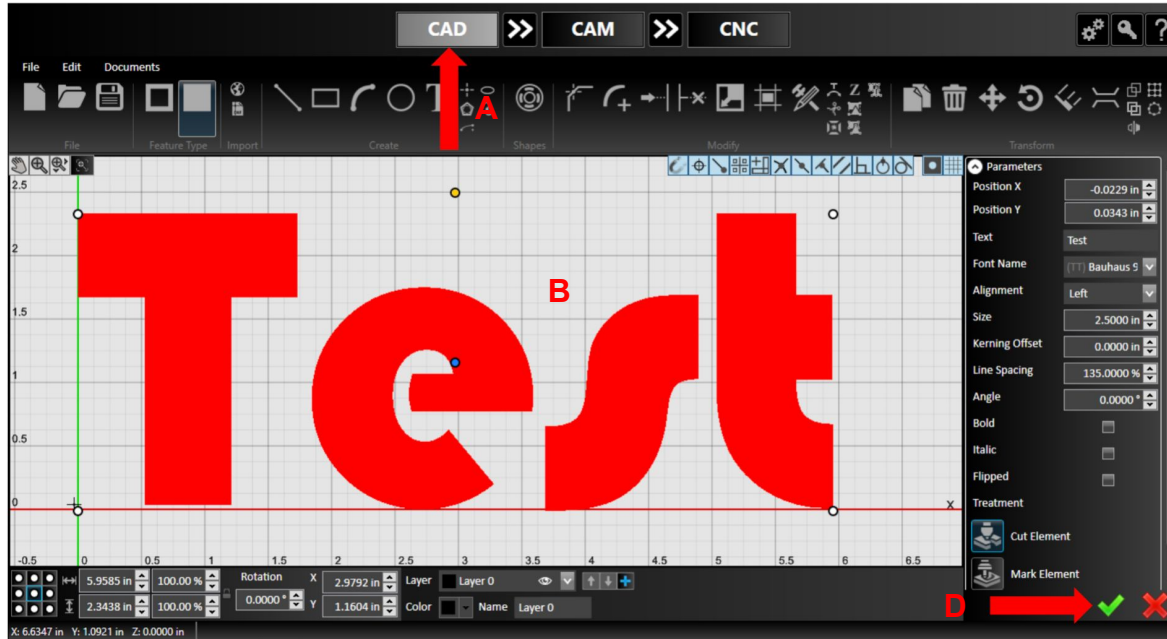 CAD >> CAM >> CNC ?
File Edit Documents
T A Z
File Feature Type Import Create Shapes Modify Transform
Parameters
Position X -0.0229 in
Position Y 0.0343 in
Text Test
Font Name (TT) Bauhaus 9
Alignment Left
Size 2.5000 in
Kerning Offset 0.0000 in
Line Spacing 135.0000 %
Angle 0.0000 °
Bold
Italic
Flipped
Treatment
Cut Element
Mark Element
D
2.5
2
1.5
1
0.5
0
B
Test
X
-0.5 0 0.5 1 1.5 2 2.5 3 3.5 4 4.5 5 5.5 6 6.5
5.9585 in 100.00 % Rotation X 2.9792 in Layer Layer 0
2.3438 in 100.00 % 0.0000 ° Y 1.1604 in Color Name Layer 0
X: 6.6347 in Y: 1.0921 in Z: 0.0000 in